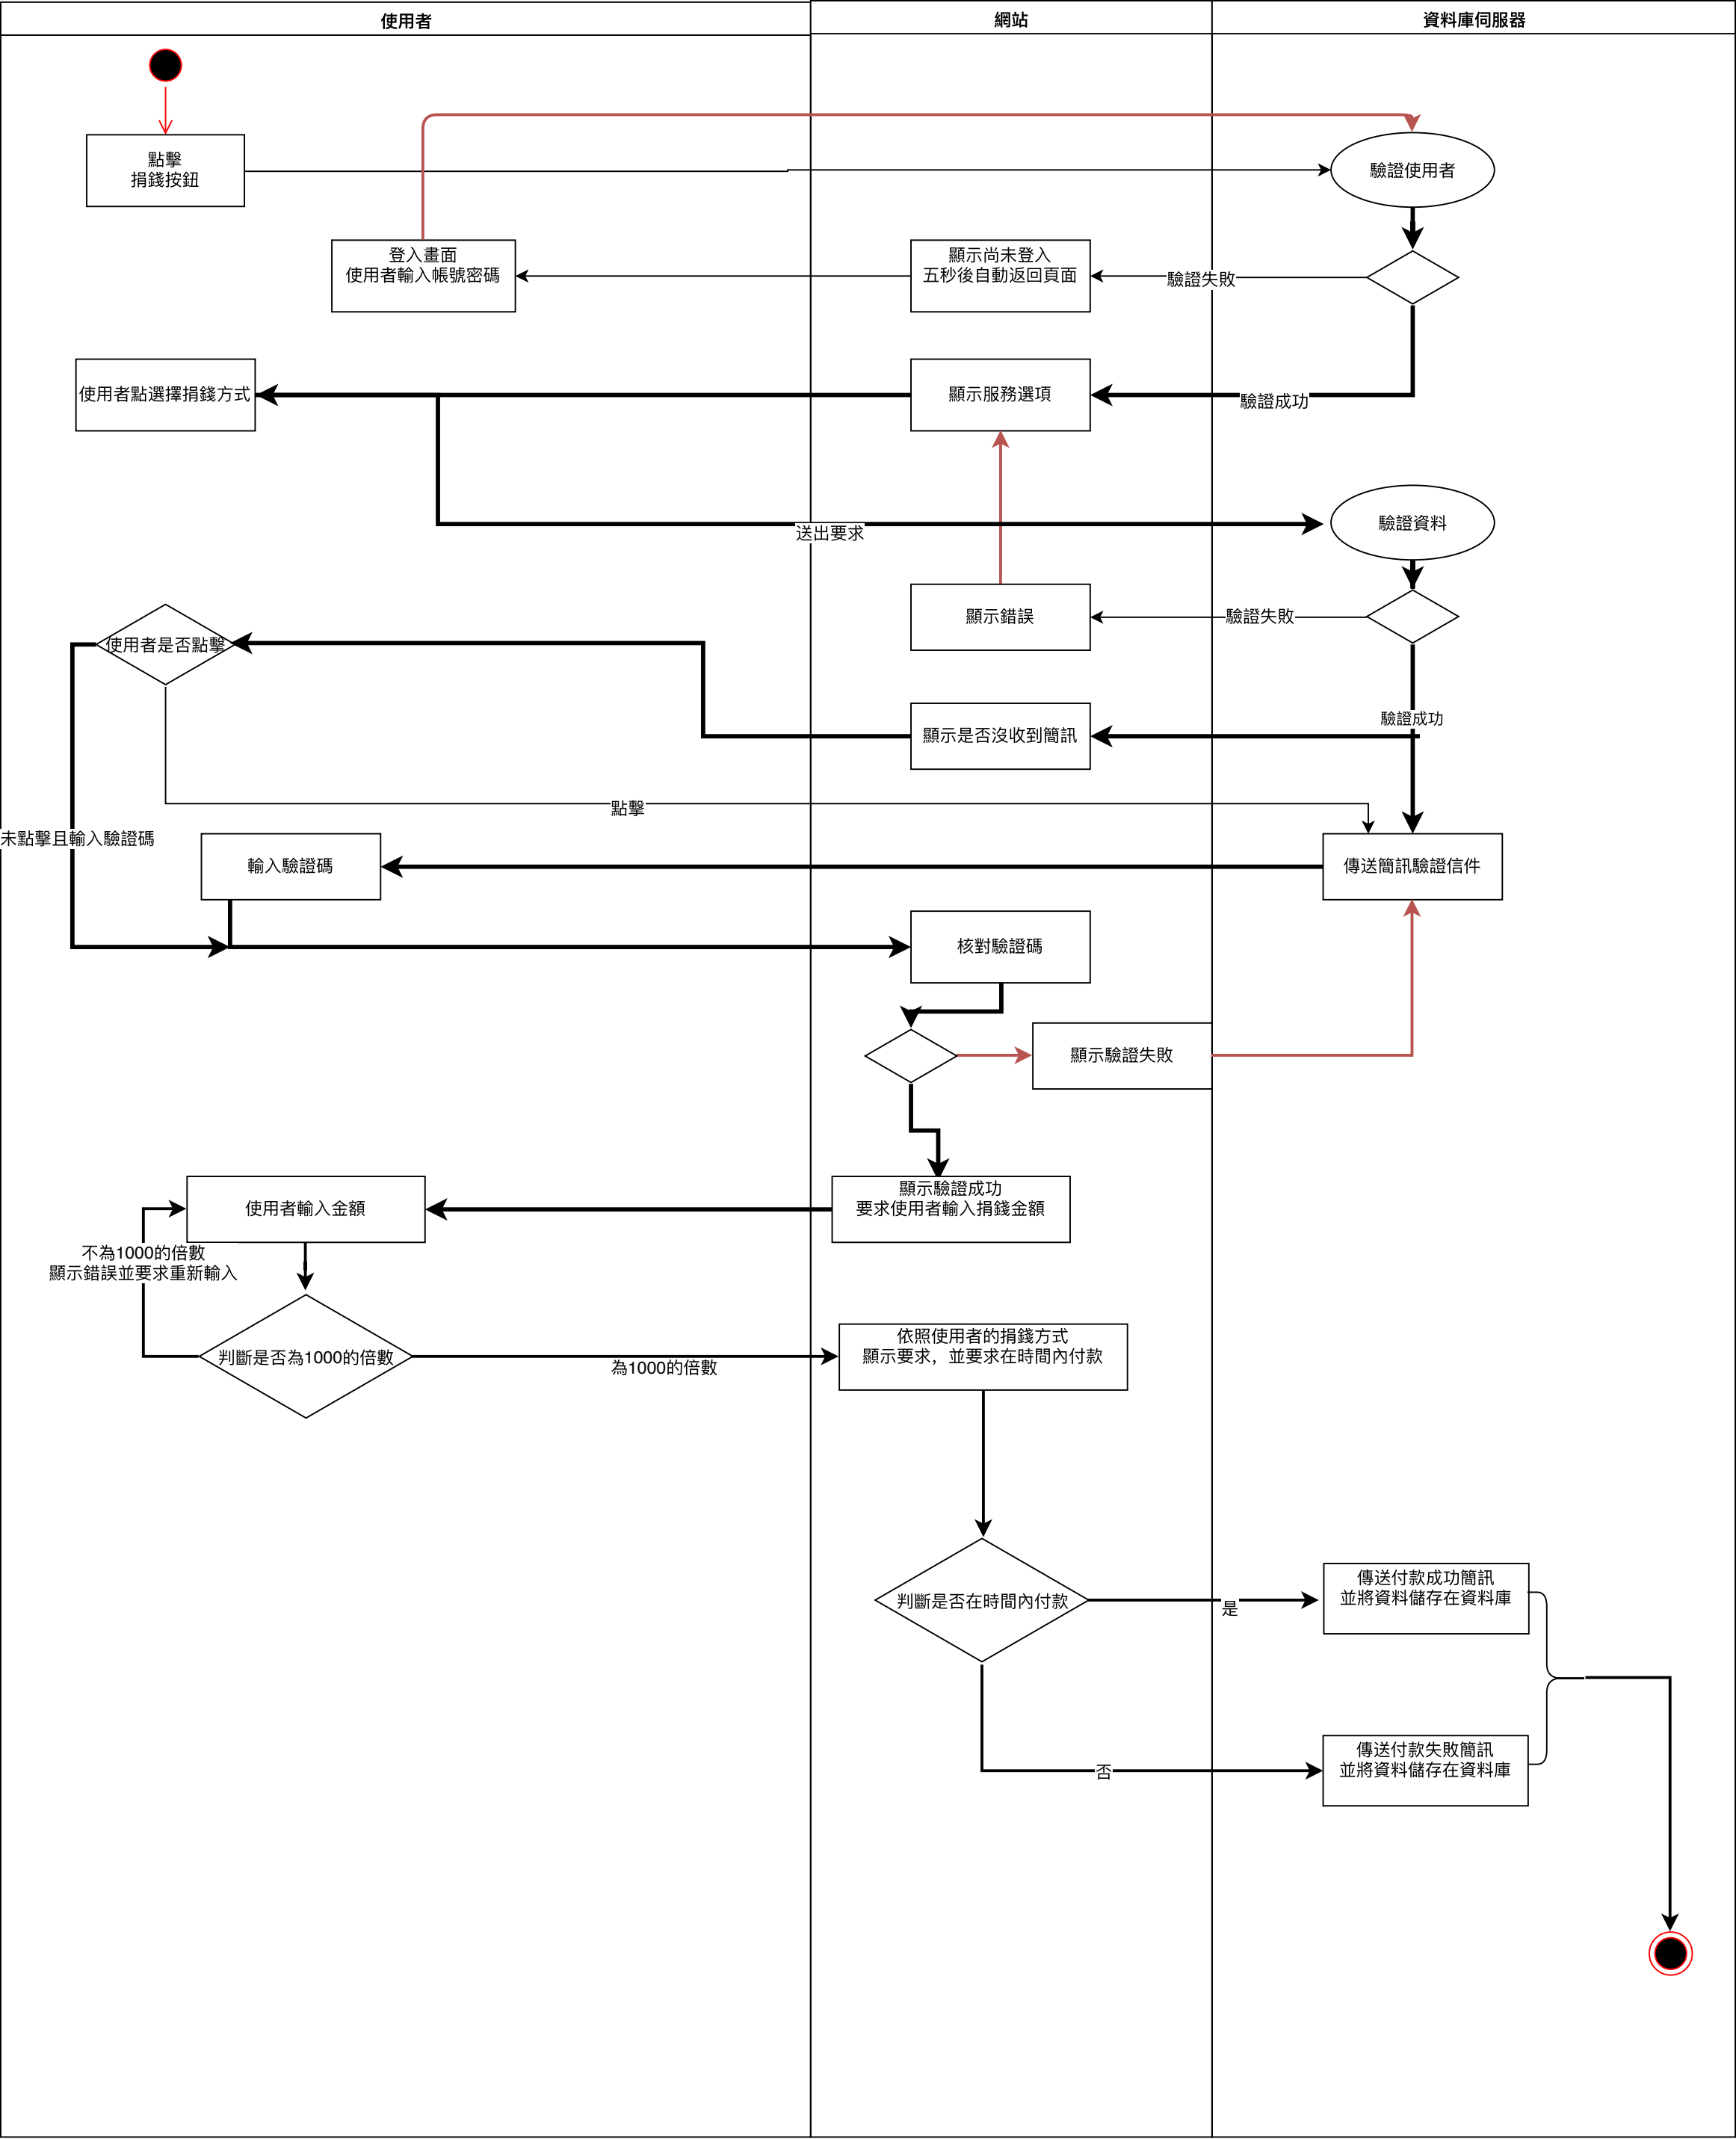 使用者
網站
資料庫伺服器
點擊
捐錢按鈕
驗證使用者
登入畫面
使用者輸入帳號密碼
顯示尚未登入
五秒後自動返回頁面
驗證失敗
使用者點選擇捐錢方式
顯示服務選項
驗證成功
送出要求
驗證資料
顯示錯誤
驗證失敗
使用者是否點擊
驗證成功
顯示是否沒收到簡訊
點擊
未點擊且輸入驗證碼
輸入驗證碼
傳送簡訊驗證信件
核對驗證碼
顯示驗證失敗
使用者輸入金額
顯示驗證成功
要求使用者輸入捐錢金額
不為1000的倍數
顯示錯誤並要求重新輸入
判斷是否為1000的倍數
為1000的倍數
依照使用者的捐錢方式
顯示要求，並要求在時間內付款
判斷是否在時間內付款
是
傳送付款成功簡訊
並將資料儲存在資料庫
否
傳送付款失敗簡訊
並將資料儲存在資料庫